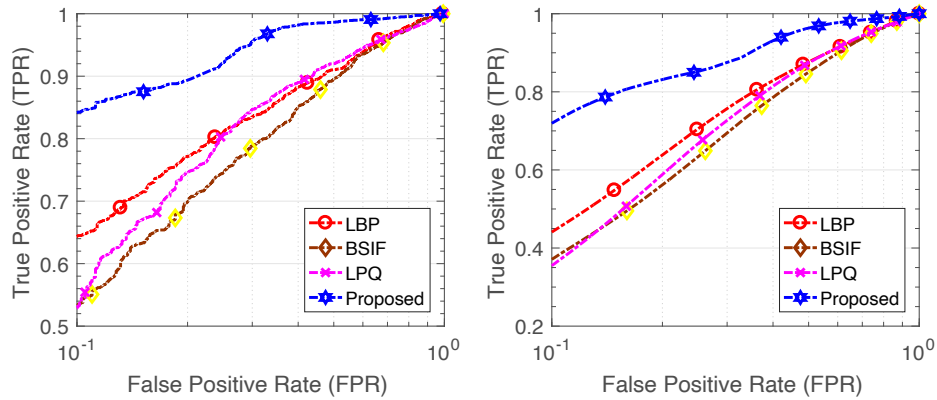 1
0.9
0.8
0.7
0.6
0.5
True Positive Rate (TPR)
LBP
BSIF
LPQ
Proposed
10^-1
10^0
False Positive Rate (FPR)
1
0.8
0.6
0.4
0.2
True Positive Rate (TPR)
LBP
BSIF
LPQ
Proposed
10^-1
10^0
False Positive Rate (FPR)